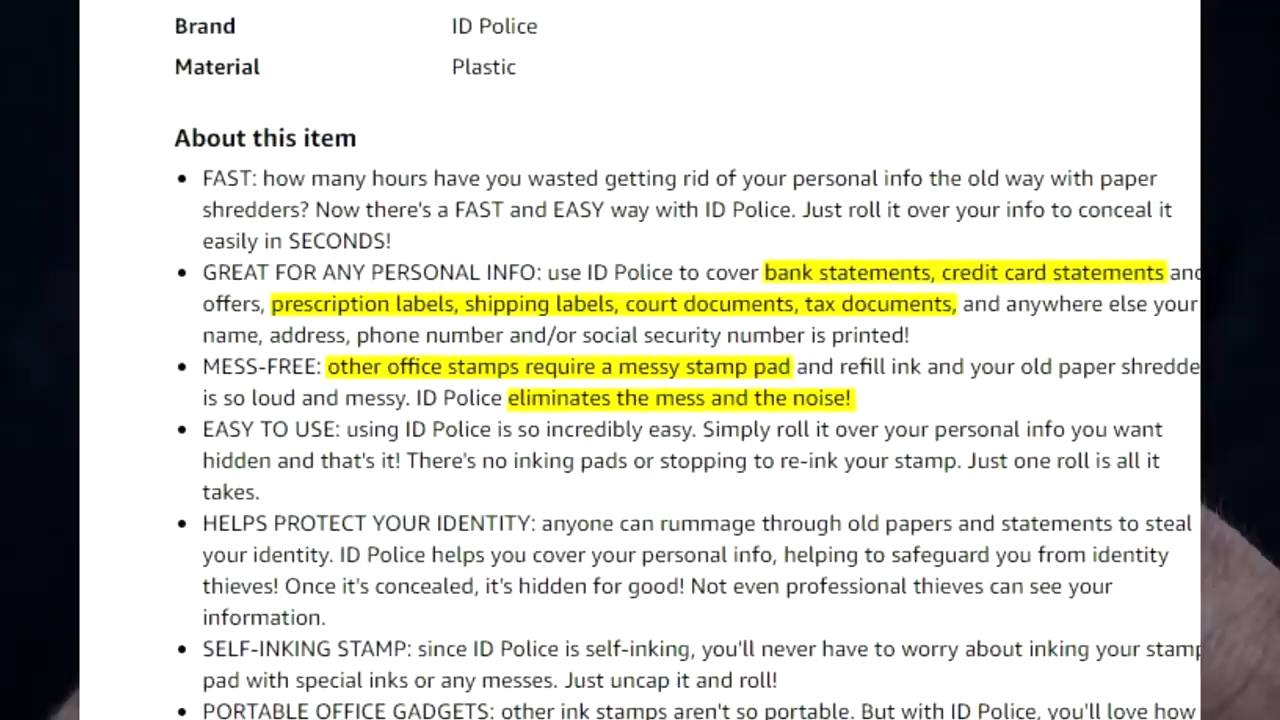 Brand ID Police
Material Plastic
About this item
• FAST: how many hours have you wasted getting rid of your personal info the old way with paper
shredders? Now there's a FAST and EASY way with ID Police. Just roll it over your info to conceal it
easily in SECONDS!
• GREAT FOR ANY PERSONAL INFO: use ID Police to cover bank statements, credit card statements and
offers, prescription labels, shipping labels, court documents, tax documents, and anywhere else your
name, address, phone number and/or social security number is printed!
• MESS-FREE: other office stamps require a messy stamp pad and refill ink and your old paper shredde
is so loud and messy. ID Police eliminates the mess and the noise!
• EASY TO USE: using ID Police is so incredibly easy. Simply roll it over your personal info you want
hidden and that's it! There's no inking pads or stopping to re-ink your stamp. Just one roll is all it
takes.
• HELPS PROTECT YOUR IDENTITY: anyone can rummage through old papers and statements to steal
your identity. ID Police helps you cover your personal info, helping to safeguard you from identity
thieves! Once it's concealed, it's hidden for good! Not even professional thieves can see your
information.
• SELF-INKING STAMP: since ID Police is self-inking, you'll never have to worry about inking your stamp
pad with special inks or any messes. Just uncap it and roll!
• PORTABLE OFFICE GADGETS: other ink stamps aren't so portable. But with ID Police, you'll love how